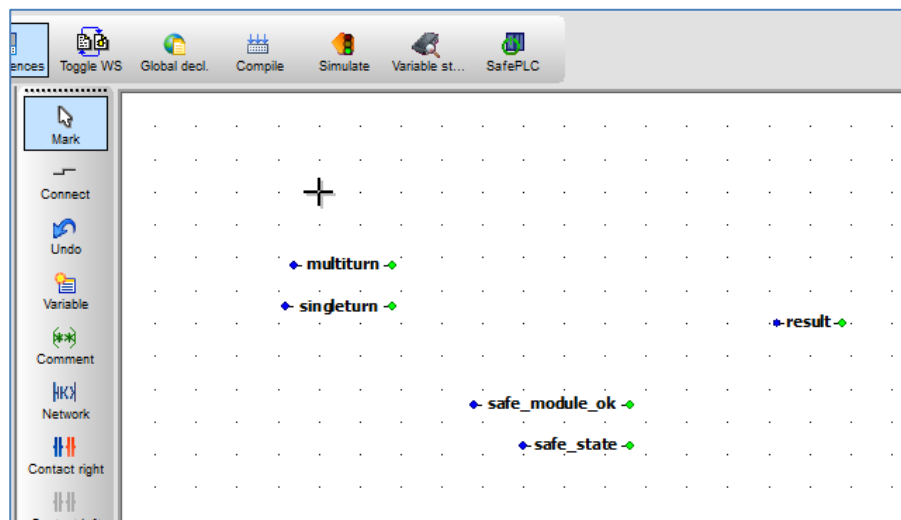 ences Toggle WS Global decl. Compile Simulate Variable st... SafePLC
Mark
Connect
Undo
Variable
Comment
Network
Contact right
multiturn
singleturn
result
safe_module_ok
safe_state